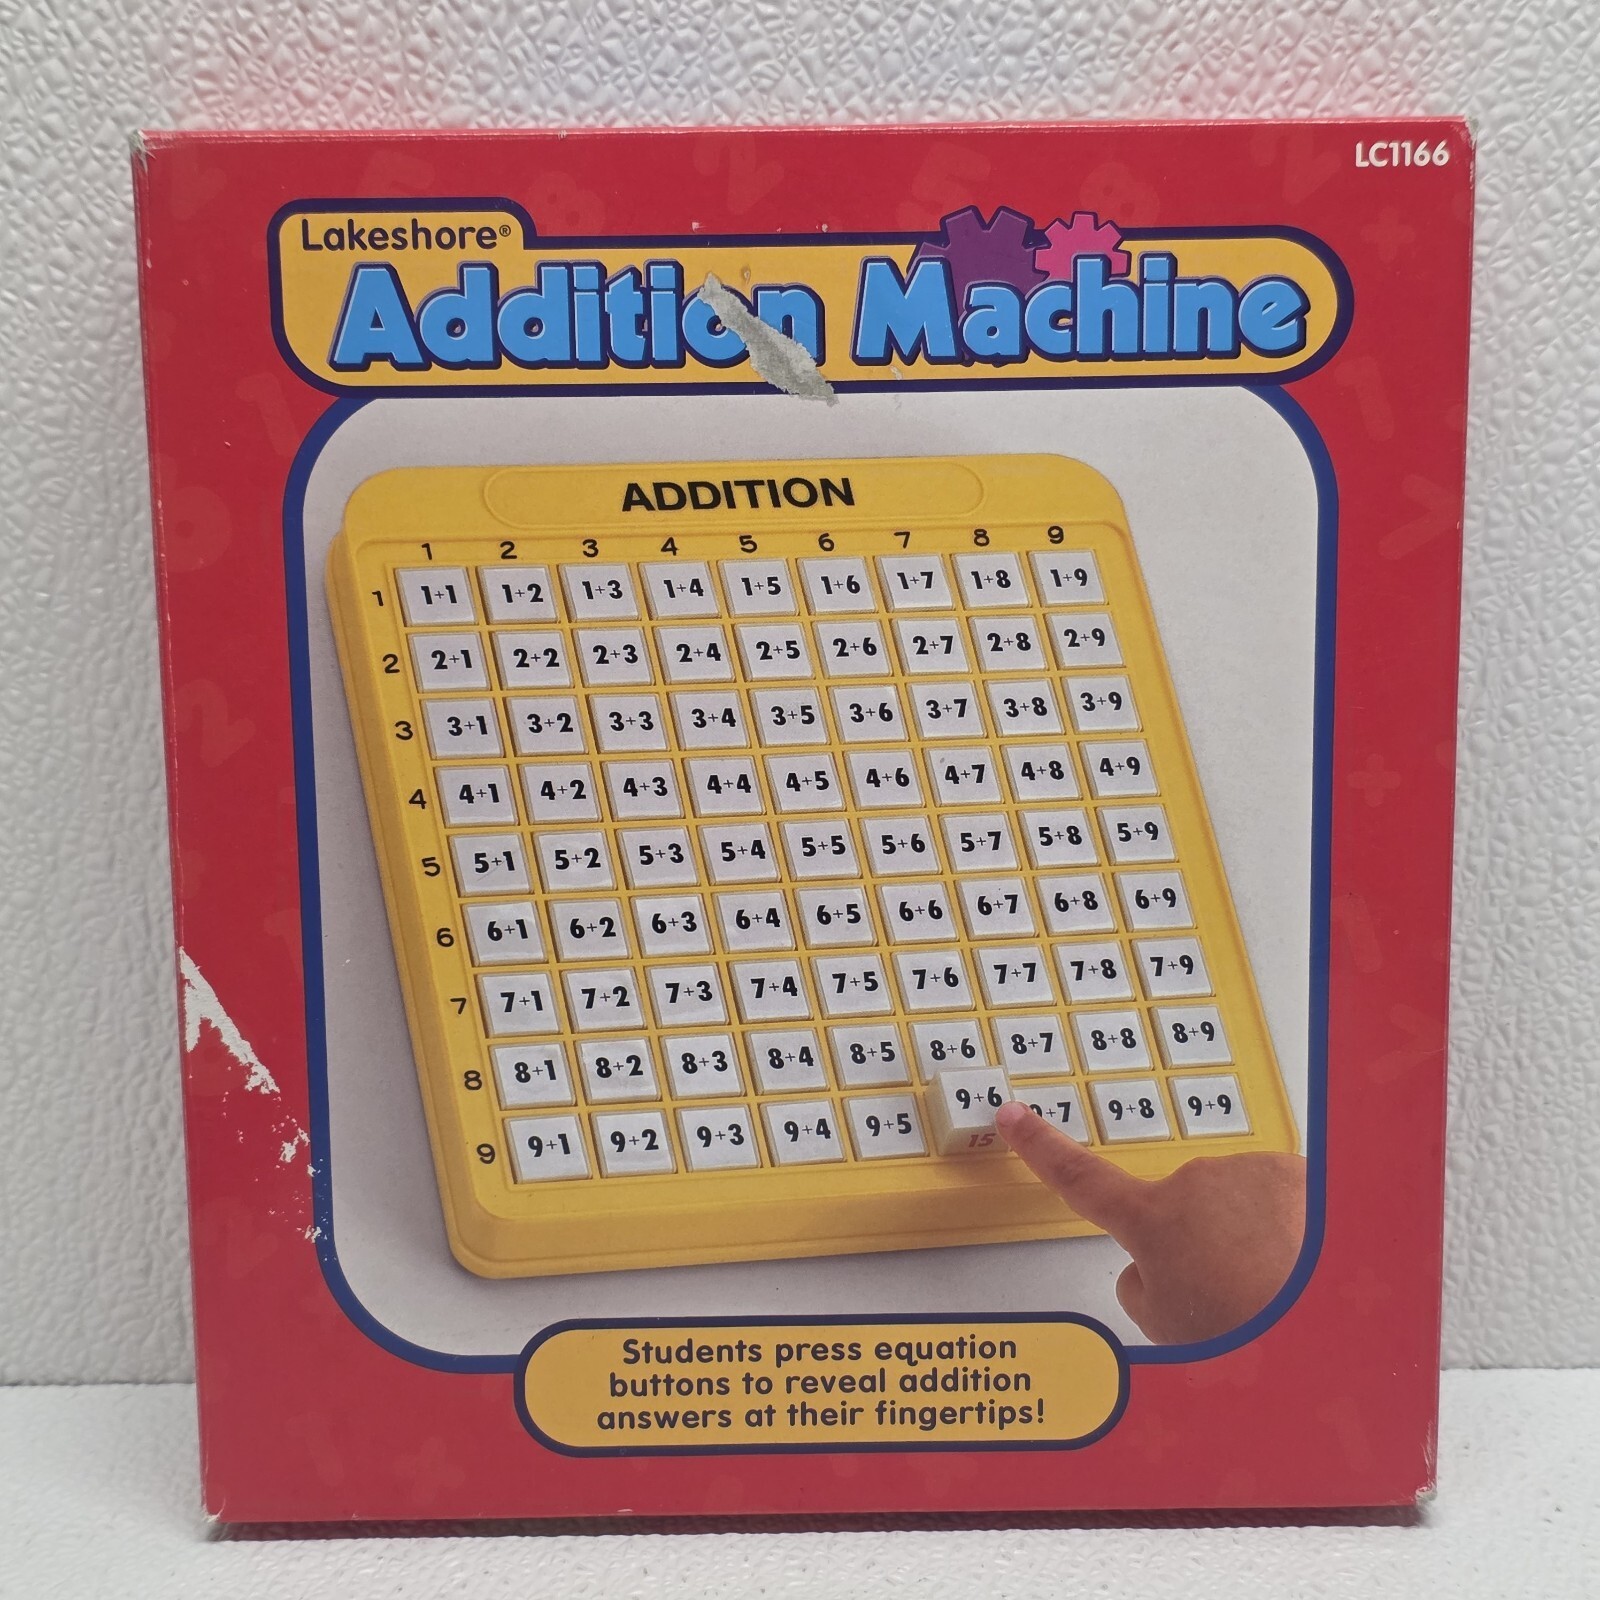 LC1166
Lakeshore®
Addition Machine
ADDITION
1 2 3 4 5 6 7 8 9
1 1+1 1+2 1+3 1+4 1+5 1+6 1+7 1+8 1+9
2 2+1 2+2 2+3 2+4 2+5 2+6 2+7 2+8 2+9
3 3+1 3+2 3+3 3+4 3+5 3+6 3+7 3+8 3+9
4 4+1 4+2 4+3 4+4 4+5 4+6 4+7 4+8 4+9
5 5+1 5+2 5+3 5+4 5+5 5+6 5+7 5+8 5+9
6 6+1 6+2 6+3 6+4 6+5 6+6 6+7 6+8 6+9
7 7+1 7+2 7+3 7+4 7+5 7+6 7+7 7+8 7+9
8 8+1 8+2 8+3 8+4 8+5 8+6 8+7 8+8 8+9
9 9+1 9+2 9+3 9+4 9+5 9+6 9+7 9+8 9+9
15
Students press equation
buttons to reveal addition
answers at their fingertips!